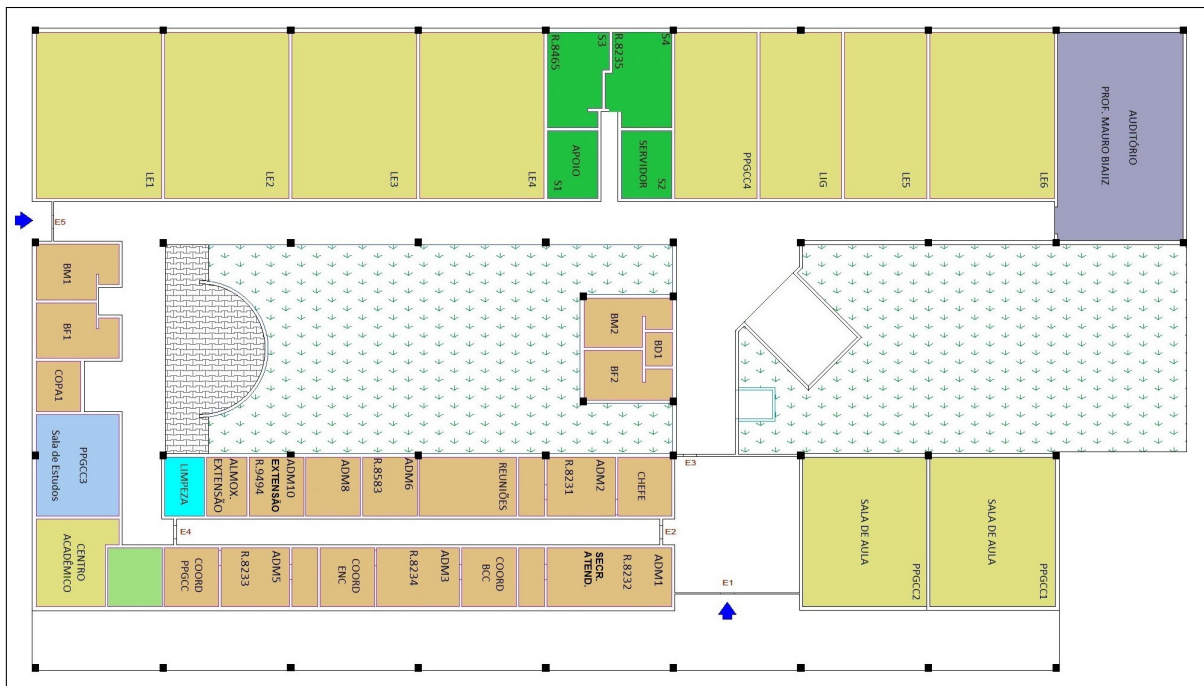 AUDITÓRIO
PROF. MAURO BIAJIZ
LE1
LE2
LE3
LE4
R.8465
S3
R.8235
S4
APOIO
S1
SERVIDOR
S2
PPGCC4
LIG
LE5
LE6
E5
BM1
BF1
COPA1
PPGCC3
Sala de Estudos
CENTRO
ACADÊMICO
BM2
BD1
BF2
LIMPEZA
ALMOX.
EXTENSÃO
ADM10
EXTENSÃO
R.9494
ADM8
ADM6
R.8583
REUNIÕES
ADM2
R.8231
CHEFE
E3
E4
E2
COORD
PPGCC
ADM5
R.8233
COORD
ENC
ADM3
R.8234
COORD
BCC
ADM1
R.8232
SECR.
ATEND.
E1
SALA DE AULA
PPGCC2
SALA DE AULA
PPGCC1